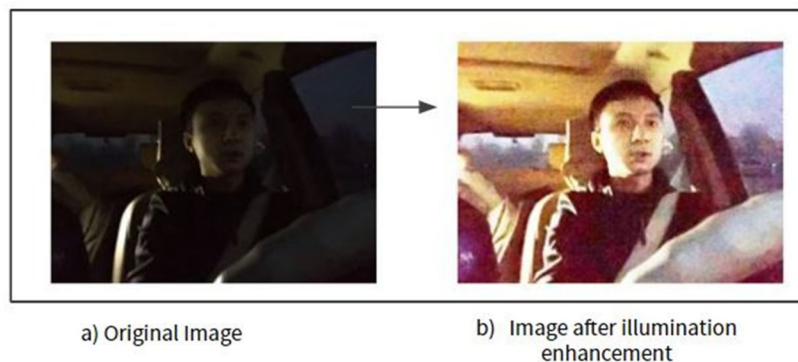 a) Original Image
b) Image after illumination
enhancement